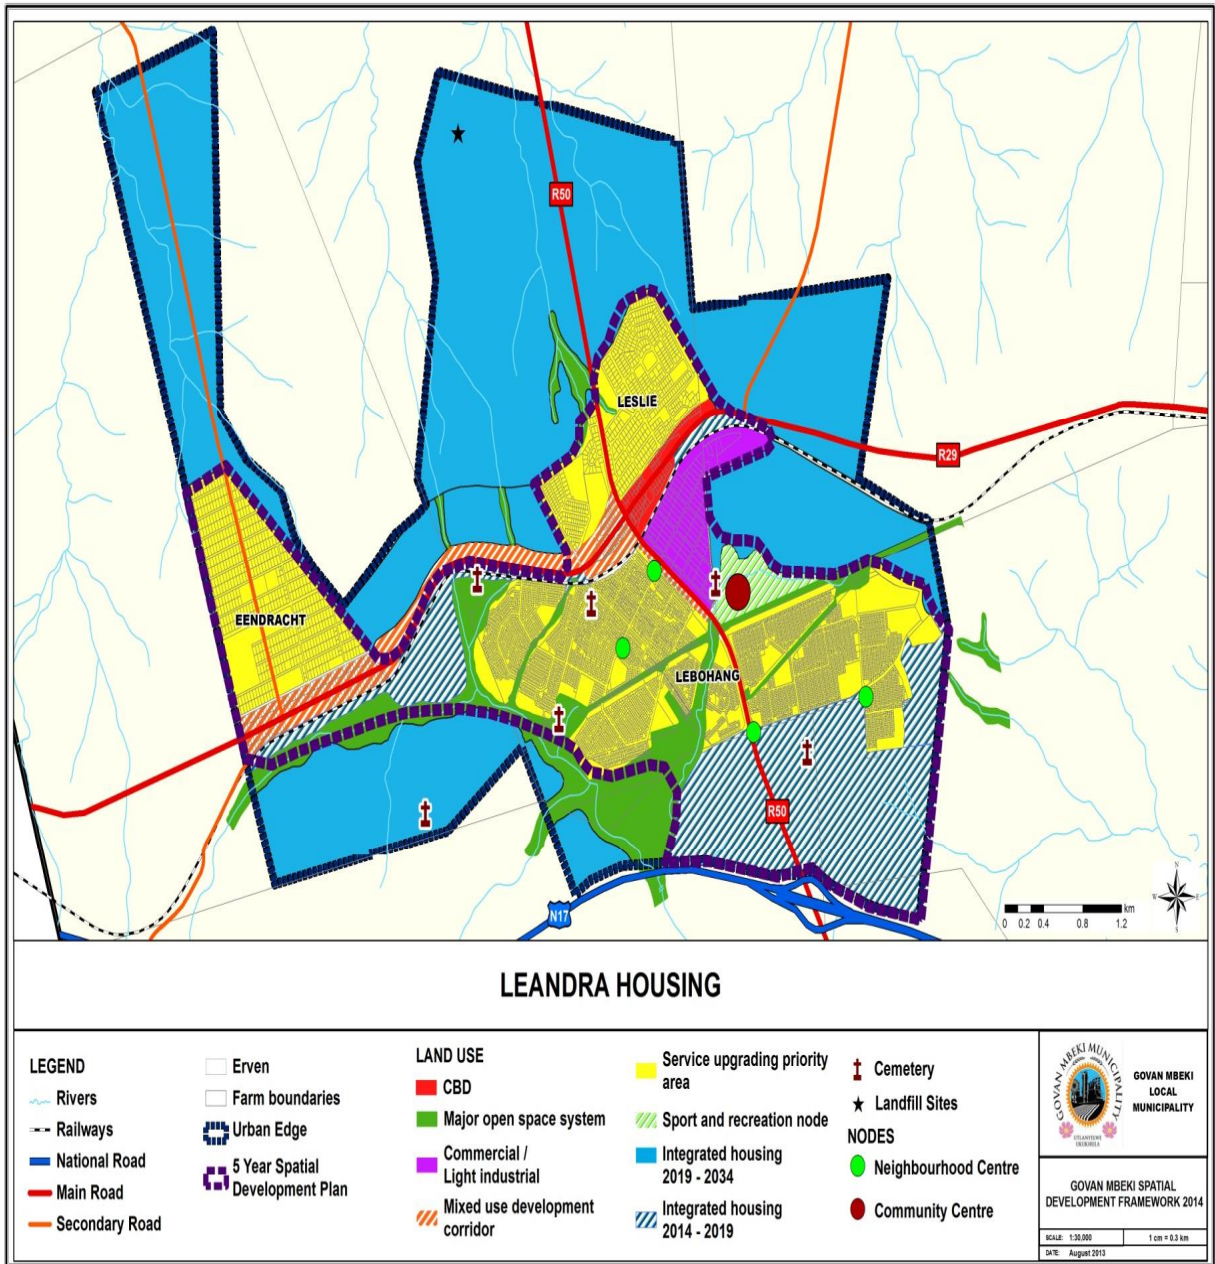 R50
LESLIE
R29
EENDRACHT
LEBOHANG
R50
N17
N
W E
S
km
0 0.2 0.4 0.8 1.2
LEANDRA HOUSING
LEGEND
Rivers
Railways
National Road
Main Road
Secondary Road
Erven
Farm boundaries
Urban Edge
5 Year Spatial
Development Plan
LAND USE
CBD
Major open space system
Commercial /
Light industrial
Mixed use development
corridor
Service upgrading priority
area
Sport and recreation node
Integrated housing
2019 - 2034
Integrated housing
2014 - 2019
Cemetery
Landfill Sites
NODES
Neighbourhood Centre
Community Centre
GOVAN MBEKI MUNICIPALITY
GOVAN MBEKI
LOCAL
MUNICIPALITY
GOVAN MBEKI SPATIAL
DEVELOPMENT FRAMEWORK 2014
SCALE: 1:30,000
1 cm = 0.3 km
DATE: August 2013